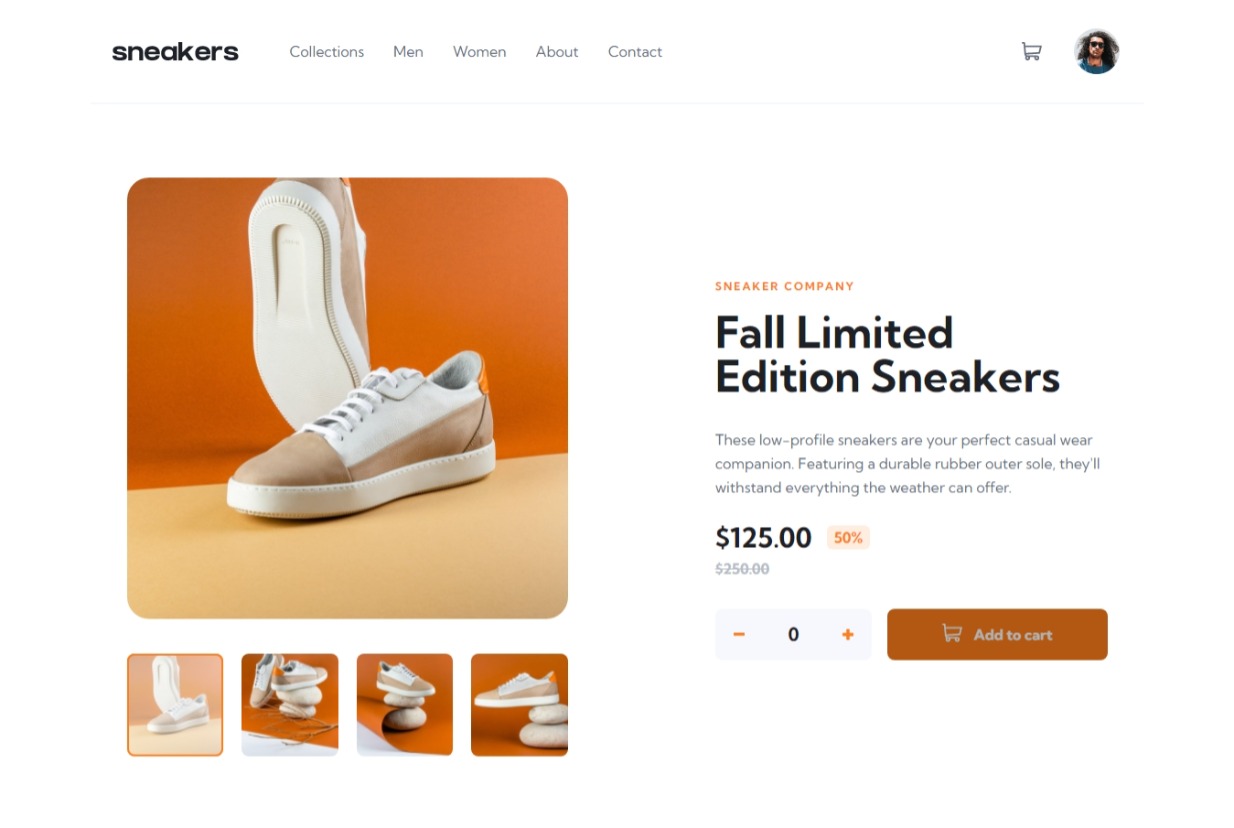 sneakers
Collections Men Women About Contact
SNEAKER COMPANY
Fall Limited
Edition Sneakers
These low-profile sneakers are your perfect casual wear
companion. Featuring a durable rubber outer sole, they'll
withstand everything the weather can offer.
$125.00 50%
$250.00
0
Add to cart